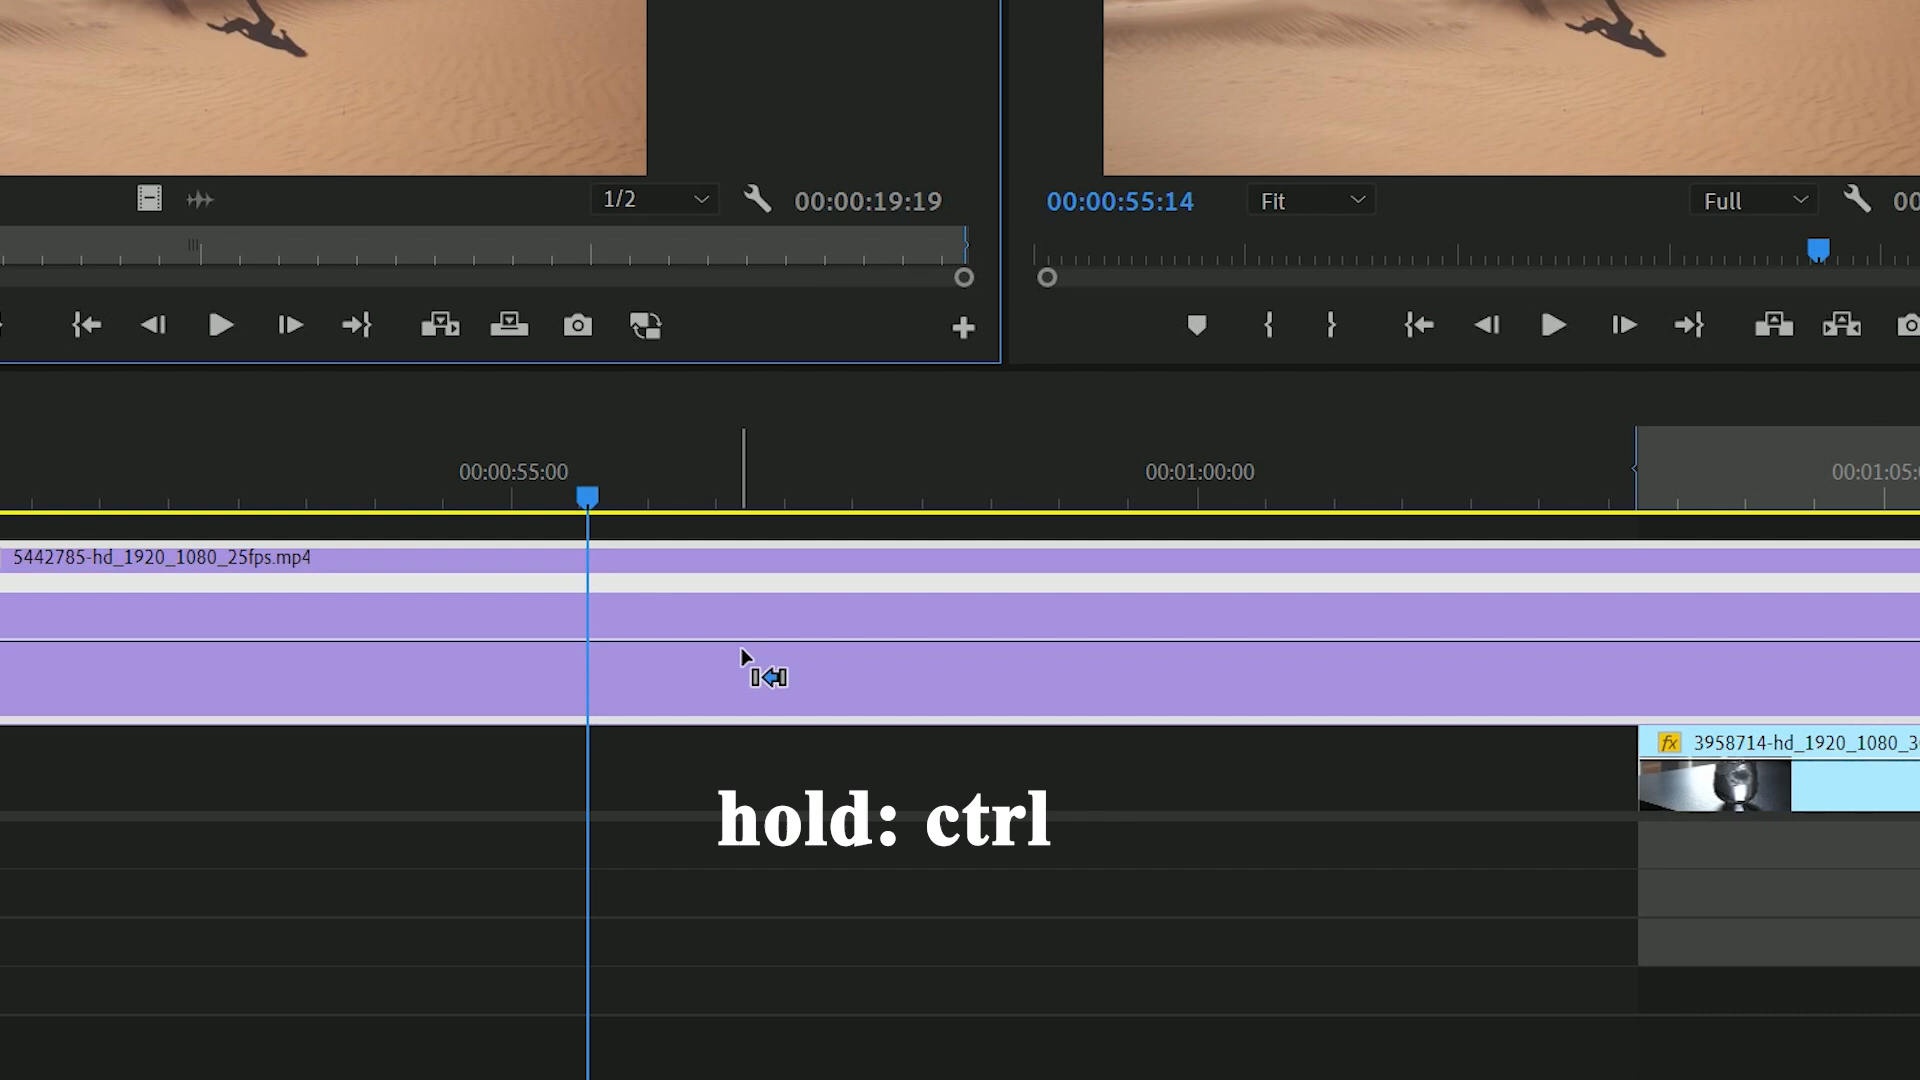 1/2
00:00:19:19
00:00:55:14
Fit
Full
00
00:00:55:00
00:01:00:00
00:01:05:
5442785-hd_1920_1080_25fps.mp4
fx 3958714-hd_1920_1080_3
hold: ctrl